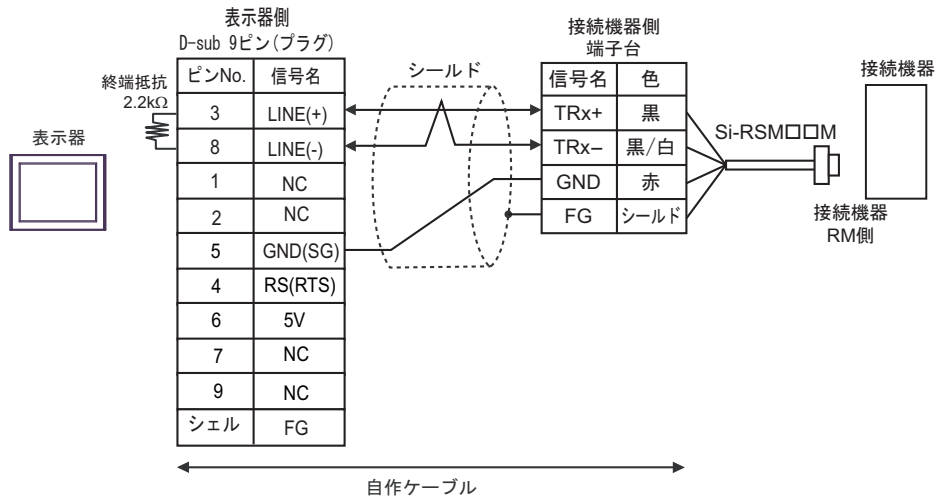 表示器側
D-sub 9ピン(プラグ)
接続機器側
端子台
接続機器
終端抵抗
2.2kΩ
表示器
シールド
ピンNo. 信号名
3 LINE(+)
8 LINE(-)
1 NC
2 NC
5 GND(SG)
4 RS(RTS)
6 5V
7 NC
9 NC
シェル FG
信号名 色
TRx+ 黒
TRx− 黒/白
GND 赤
FG シールド
Si-RSM□□M
接続機器
RM側
自作ケーブル